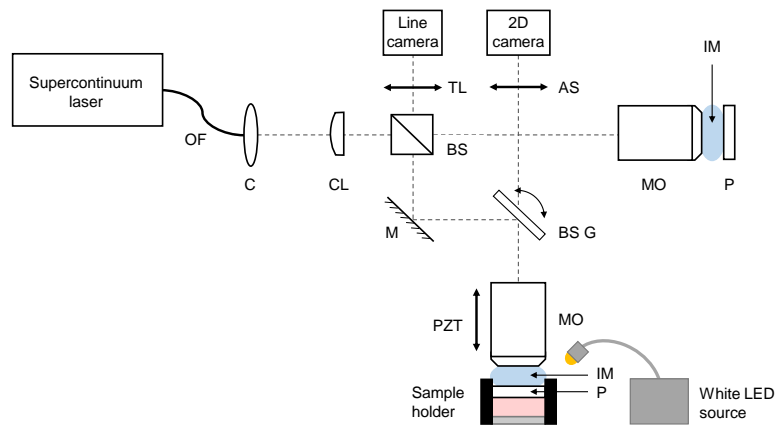 Line
camera
2D
camera
IM
Supercontinuum
laser
TL
AS
OF
BS
C
CL
MO
P
M
BS G
PZT
MO
IM
P
Sample
holder
White LED
source